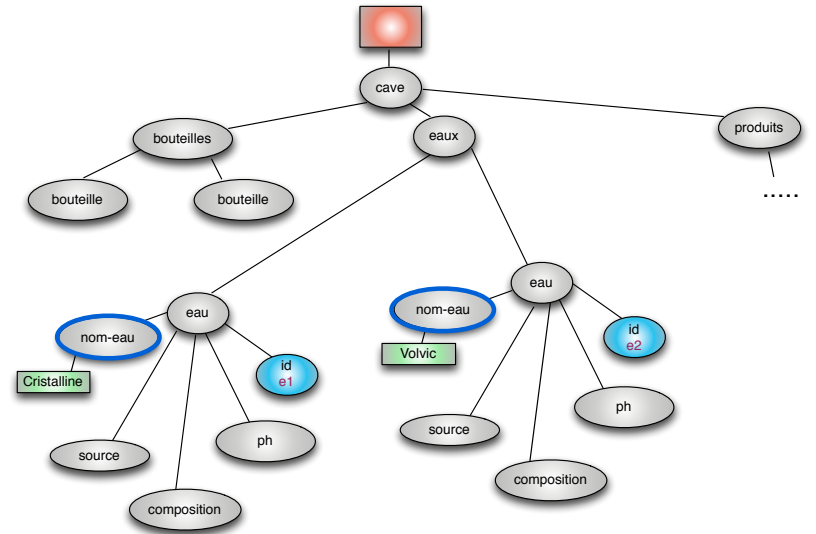 cave
bouteilles
eaux
produits
bouteille
bouteille
.....
eau
nom-eau
Cristalline
id
e1
source
ph
composition
eau
nom-eau
Volvic
id
e2
source
ph
composition